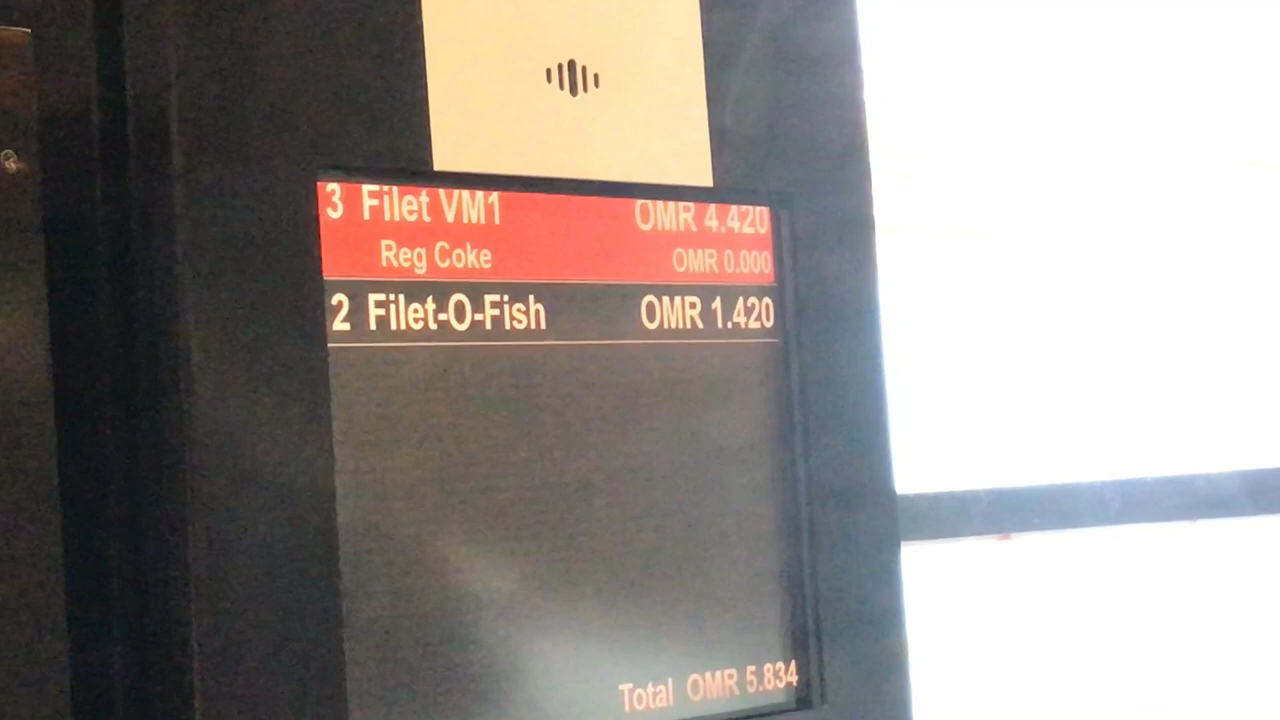 3 Filet VM1 OMR 4.420
Reg Coke OMR 0.000
2 Filet-O-Fish OMR 1.420
Total OMR 5.834